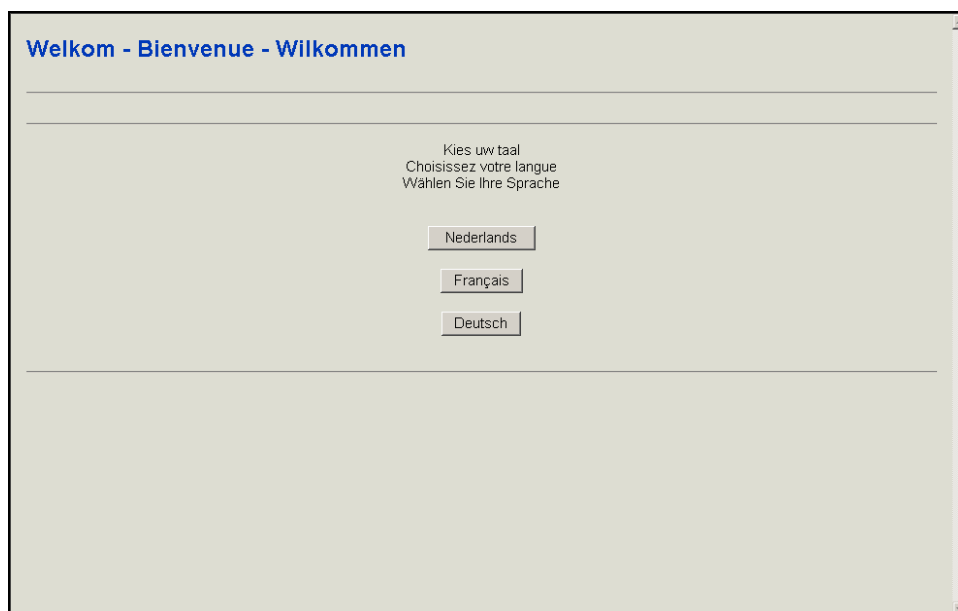 Welkom - Bienvenue - Wilkommen
Kies uw taal
Choisissez votre langue
Wählen Sie Ihre Sprache
Nederlands
Français
Deutsch